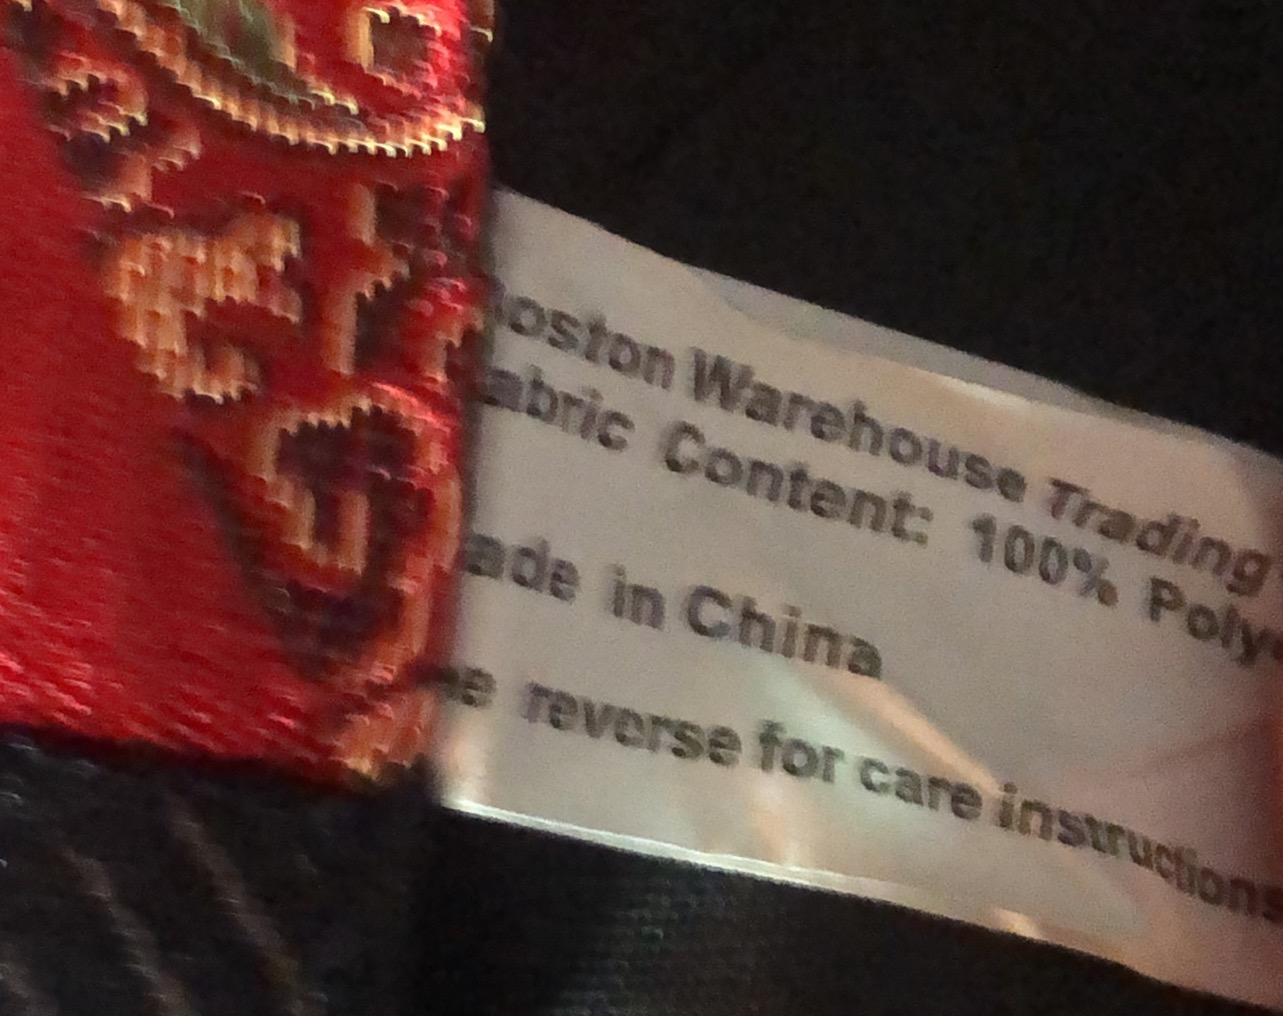 oston Warehouse Trading
abric Content: 100% Poly
ade in China
e reverse for care instructions